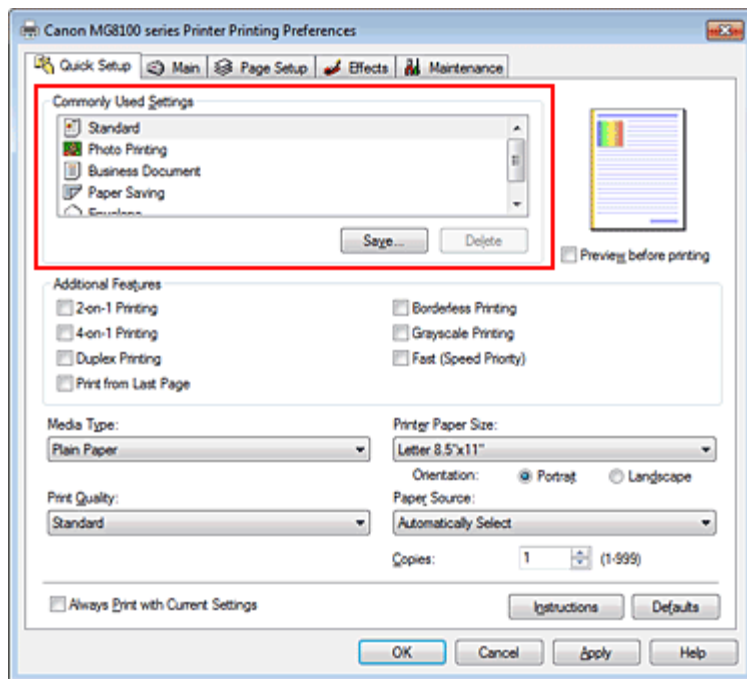 Canon MG8100 series Printer Printing Preferences
Quick Setup Main Page Setup Effects Maintenance
Commonly Used Settings
Standard
Photo Printing
Business Document
Paper Saving
Envelope
Save... Delete
Preview before printing
Additional Features
2-on-1 Printing
4-on-1 Printing
Duplex Printing
Print from Last Page
Borderless Printing
Grayscale Printing
Fast (Speed Priority)
Media Type:
Plain Paper
Printer Paper Size:
Letter 8.5"x11"
Orientation: Portrait Landscape
Print Quality:
Standard
Paper Source:
Automatically Select
Copies: 1 (1-999)
Always Print with Current Settings
Instructions Defaults
OK Cancel Apply Help